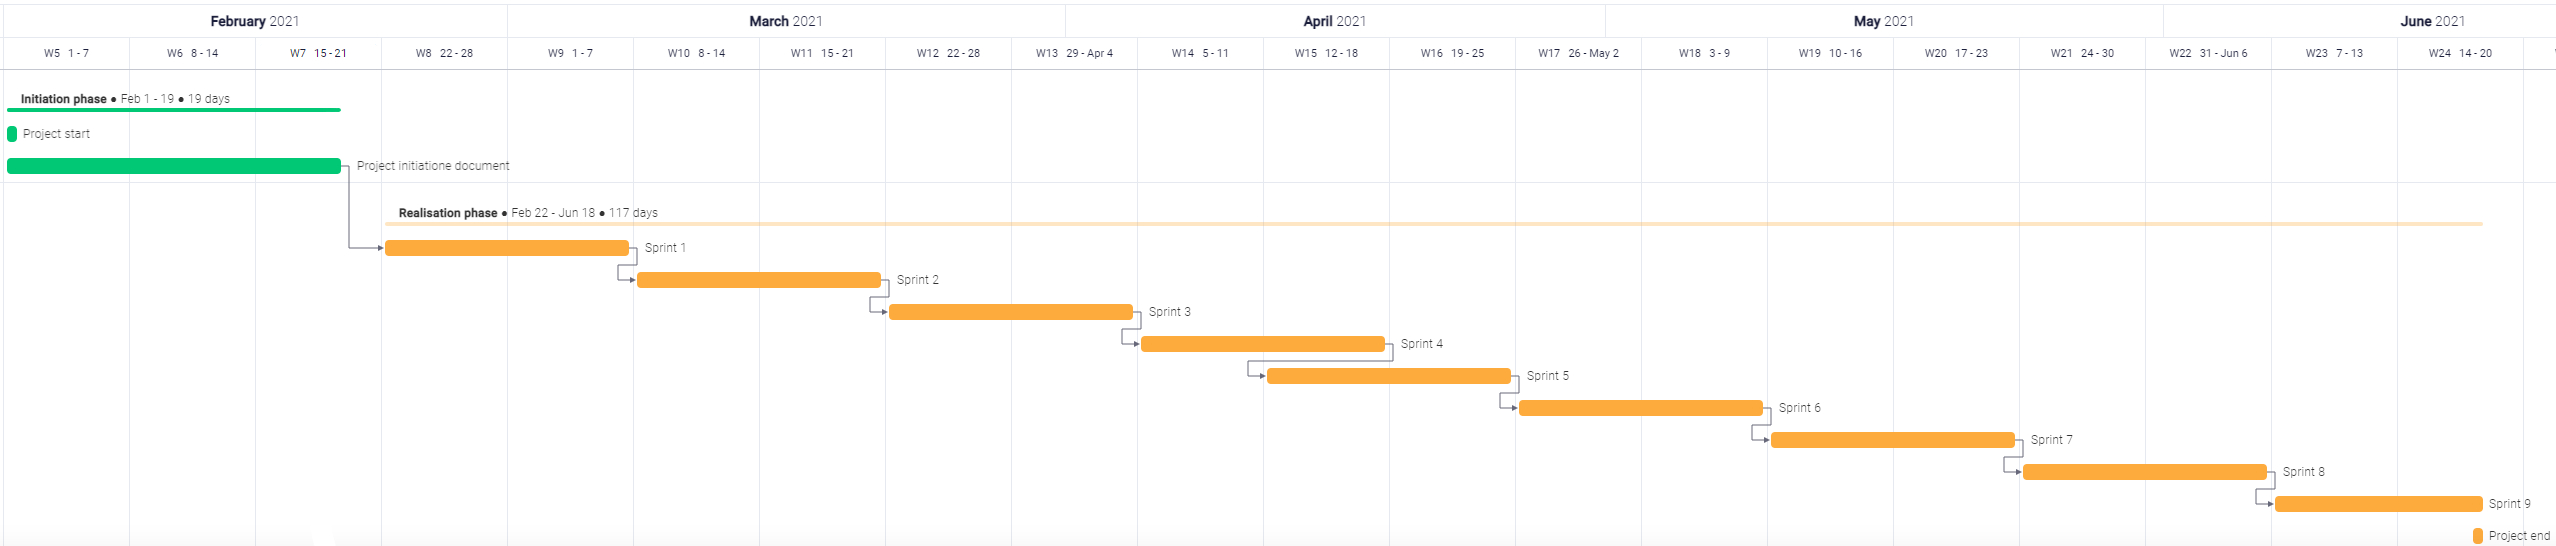 February 2021 March 2021 April 2021 May 2021 June 2021
W5 1 - 7 W6 8 - 14 W7 15 - 21 W8 22 - 28 W9 1 - 7 W10 8 - 14 W11 15 - 21 W12 22 - 28 W13 29 - Apr 4 W14 5 - 11 W15 12 - 18 W16 19 - 25 W17 26 - May 2 W18 3 - 9 W19 10 - 16 W20 17 - 23 W21 24 - 30 W22 31 - Jun 6 W23 7 - 13 W24 14 - 20
Initiation phase ● Feb 1 - 19 ● 19 days
Project start
Project initiatione document
Realisation phase ● Feb 22 - Jun 18 ● 117 days
Sprint 1
Sprint 2
Sprint 3
Sprint 4
Sprint 5
Sprint 6
Sprint 7
Sprint 8
Sprint 9
Project end